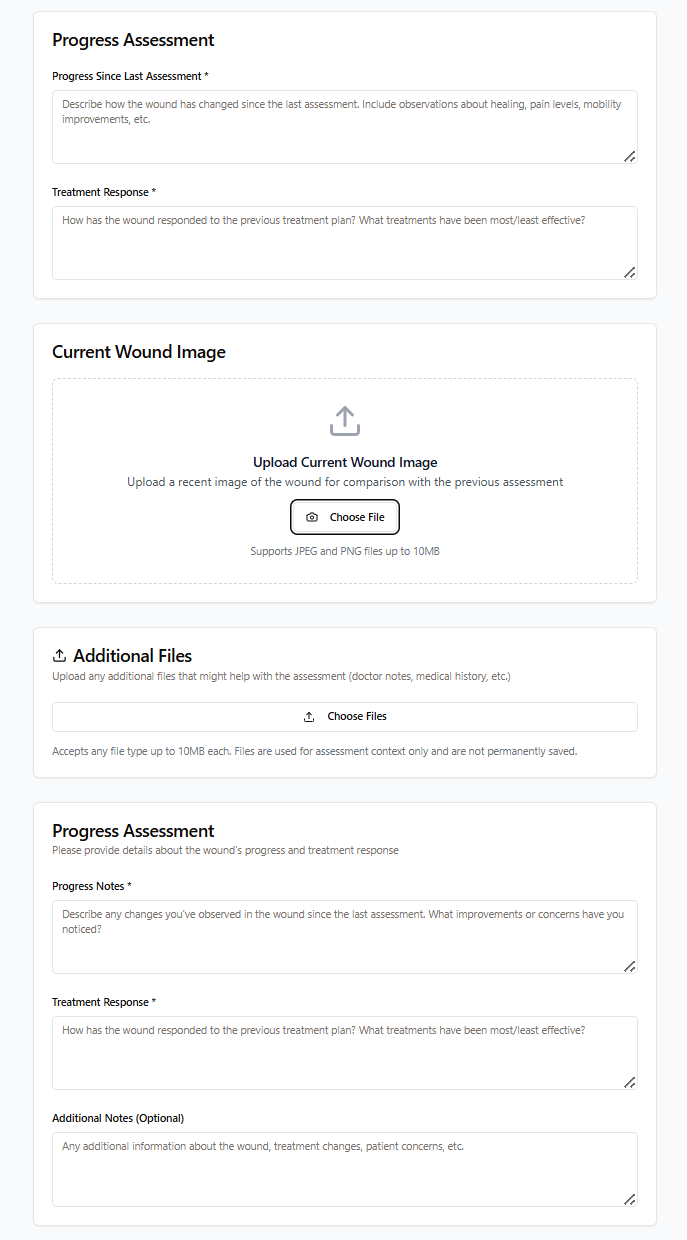 Progress Assessment
Progress Since Last Assessment *
Describe how the wound has changed since the last assessment. Include observations about healing, pain levels, mobility
improvements, etc.
Treatment Response *
How has the wound responded to the previous treatment plan? What treatments have been most/least effective?
Current Wound Image
Upload Current Wound Image
Upload a recent image of the wound for comparison with the previous assessment
Choose File
Supports JPEG and PNG files up to 10MB
Additional Files
Upload any additional files that might help with the assessment (doctor notes, medical history, etc.)
Choose Files
Accepts any file type up to 10MB each. Files are used for assessment context only and are not permanently saved.
Progress Assessment
Please provide details about the wound's progress and treatment response
Progress Notes *
Describe any changes you've observed in the wound since the last assessment. What improvements or concerns have you
noticed?
Treatment Response *
How has the wound responded to the previous treatment plan? What treatments have been most/least effective?
Additional Notes (Optional)
Any additional information about the wound, treatment changes, patient concerns, etc.